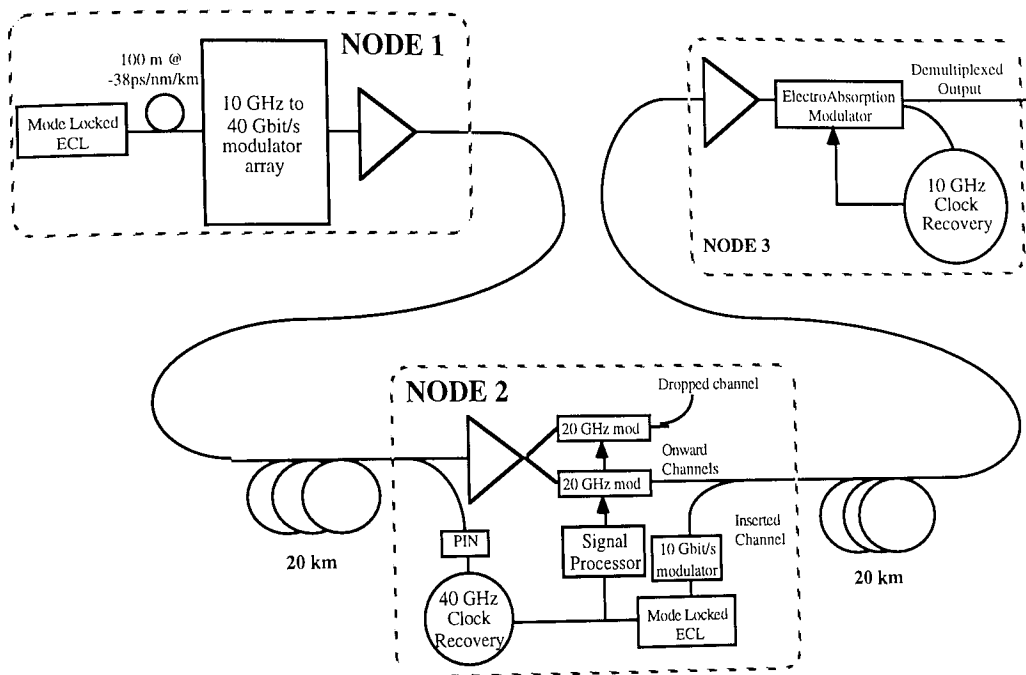 NODE 1
100 m @
-38ps/nm/km
Mode Locked
ECL
10 GHz to
40 Gbit/s
modulator
array
Demultiplexed
Output
ElectroAbsorption
Modulator
10 GHz
Clock
Recovery
NODE 3
NODE 2
Dropped channel
20 GHz mod
Onward
Channels
20 GHz mod
20 km
PIN
Signal
Processor
10 Gbit/s
modulator
Inserted
Channel
20 km
40 GHz
Clock
Recovery
Mode Locked
ECL